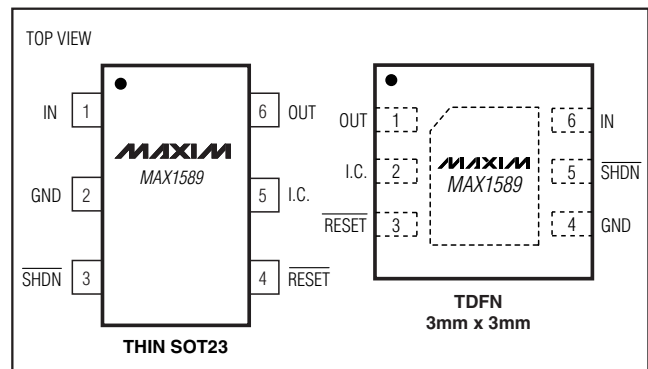 TOP VIEW
IN 1
6 OUT
MAXIM
MAX1589
GND 2
5 I.C.
SHDN 3
4 RESET
THIN SOT23
OUT 1
6 IN
I.C. 2
MAXIM
MAX1589
5 SHDN
RESET 3
4 GND
TDFN
3mm x 3mm